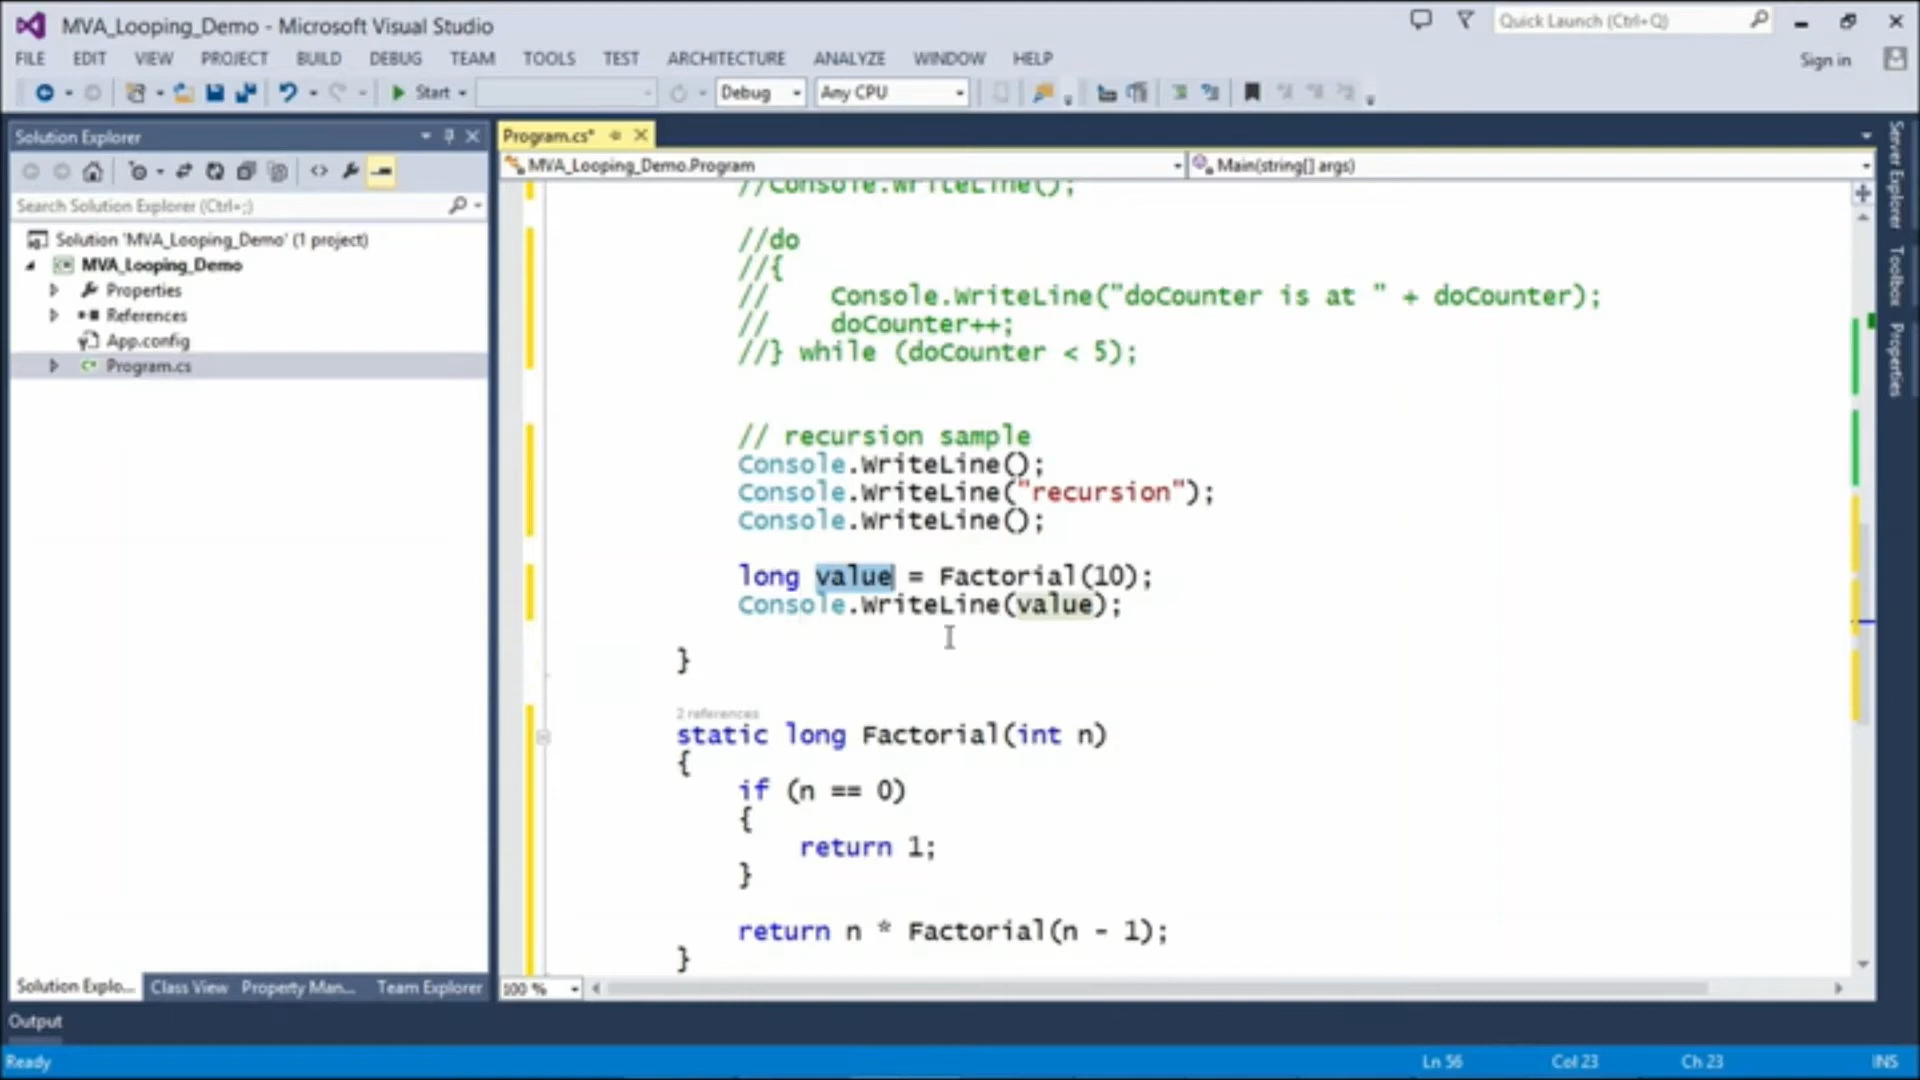 MVA_Looping_Demo - Microsoft Visual Studio
Quick Launch (Ctrl+Q)
FILE EDIT VIEW PROJECT BUILD DEBUG TEAM TOOLS TEST ARCHITECTURE ANALYZE WINDOW HELP
Sign in
Start Debug Any CPU
Solution Explorer
Search Solution Explorer (Ctrl+;)
Solution 'MVA_Looping_Demo' (1 project)
MVA_Looping_Demo
Properties
References
App.config
Program.cs
Solution Explo... Class View Property Man... Team Explorer
Program.cs*
MVA_Looping_Demo.Program
Main(string[] args)
//Console.WriteLine();
//do
//{
//    Console.WriteLine("doCounter is at " + doCounter);
//    doCounter++;
//} while (doCounter < 5);
// recursion sample
Console.WriteLine();
Console.WriteLine("recursion");
Console.WriteLine();
long value = Factorial(10);
Console.WriteLine(value);
}
2 references
static long Factorial(int n)
{
if (n == 0)
{
return 1;
}
return n * Factorial(n - 1);
}
100 %
Server Explorer
Toolbox
Properties
Output
Ready
Ln 56 Col 23 Ch 23 INS